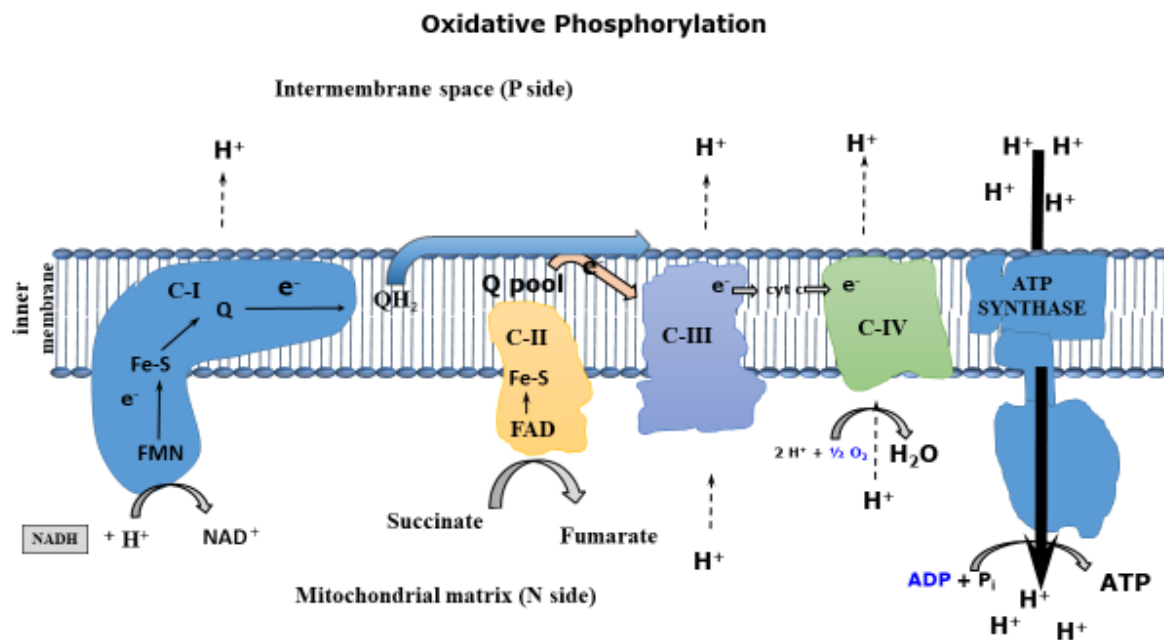 Oxidative Phosphorylation
Intermembrane space (P side)
H⁺
H⁺
H⁺
H⁺ H⁺
H⁺
H⁺
inner
membrane
C-I
Q
e⁻
QH₂
Q pool
e
C-II
Fe-S
FAD
Fe-S
e⁻
FMN
C-III
e⁻
cyt c
e⁻
C-IV
ATP
SYNTHASE
2 H⁺ + ½ O₂
H₂O
H⁺
NADH + H⁺
NAD⁺
Succinate
Fumarate
H⁺
ADP + Pᵢ
ATP
H⁺
H⁺
H⁺
Mitochondrial matrix (N side)